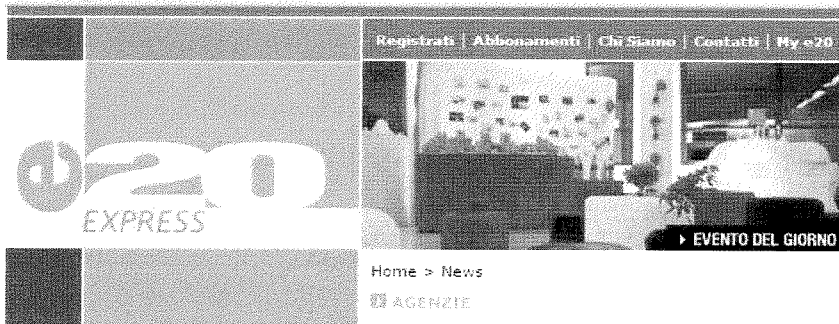 Registrati | Abbonamenti | Chi Siamo | Contatti | My e20
e20
EXPRESS
EVENTO DEL GIORNO
Home > News
AGENZIE